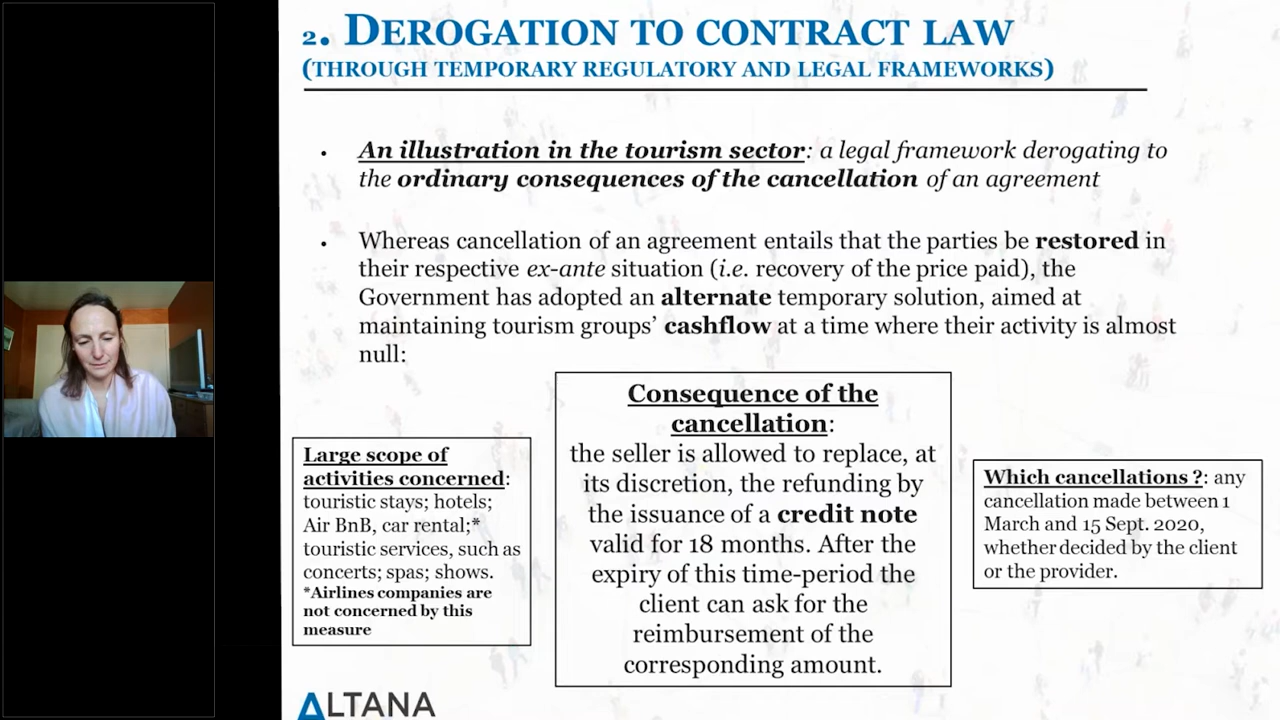 2. DEROGATION TO CONTRACT LAW
(THROUGH TEMPORARY REGULATORY AND LEGAL FRAMEWORKS)
• An illustration in the tourism sector: a legal framework derogating to
the ordinary consequences of the cancellation of an agreement
• Whereas cancellation of an agreement entails that the parties be restored in
their respective ex-ante situation (i.e. recovery of the price paid), the
Government has adopted an alternate temporary solution, aimed at
maintaining tourism groups’ cashflow at a time where their activity is almost
null:
Large scope of
activities concerned:
touristic stays; hotels;
Air BnB, car rental;*
touristic services, such as
concerts; spas; shows.
*Airlines companies are
not concerned by this
measure
Consequence of the
cancellation:
the seller is allowed to replace, at
its discretion, the refunding by
the issuance of a credit note
valid for 18 months. After the
expiry of this time-period the
client can ask for the
reimbursement of the
corresponding amount.
Which cancellations ?: any
cancellation made between 1
March and 15 Sept. 2020,
whether decided by the client
or the provider.
ALTANA